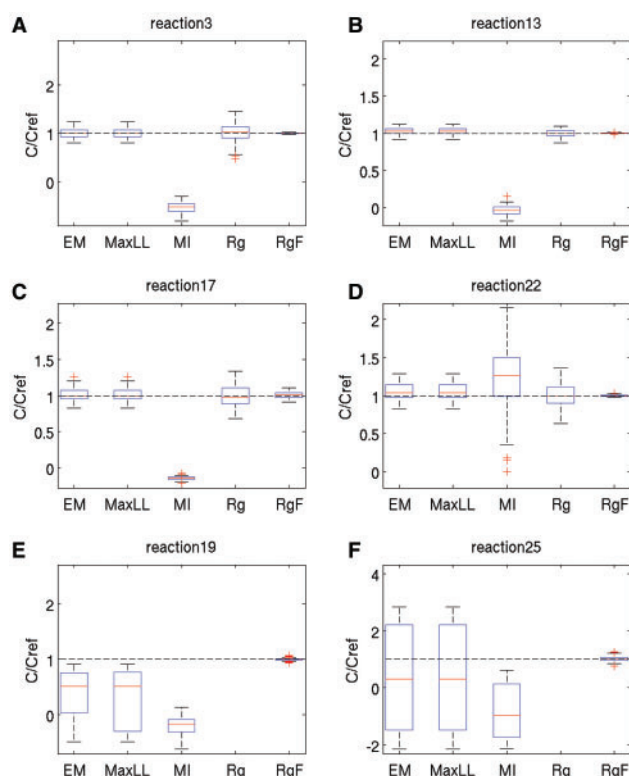 A
reaction3
2
1
0
C/Cref
EM MaxLL MI Rg RgF
B
reaction13
2
1.5
1
0.5
0
C/Cref
EM MaxLL MI Rg RgF
C
reaction17
2
1.5
1
0.5
0
C/Cref
EM MaxLL MI Rg RgF
D
reaction22
2
1.5
1
0.5
0
C/Cref
EM MaxLL MI Rg RgF
E
reaction19
2
1
0
C/Cref
EM MaxLL MI Rg RgF
F
reaction25
4
2
1
0
-2
C/Cref
EM MaxLL MI Rg RgF